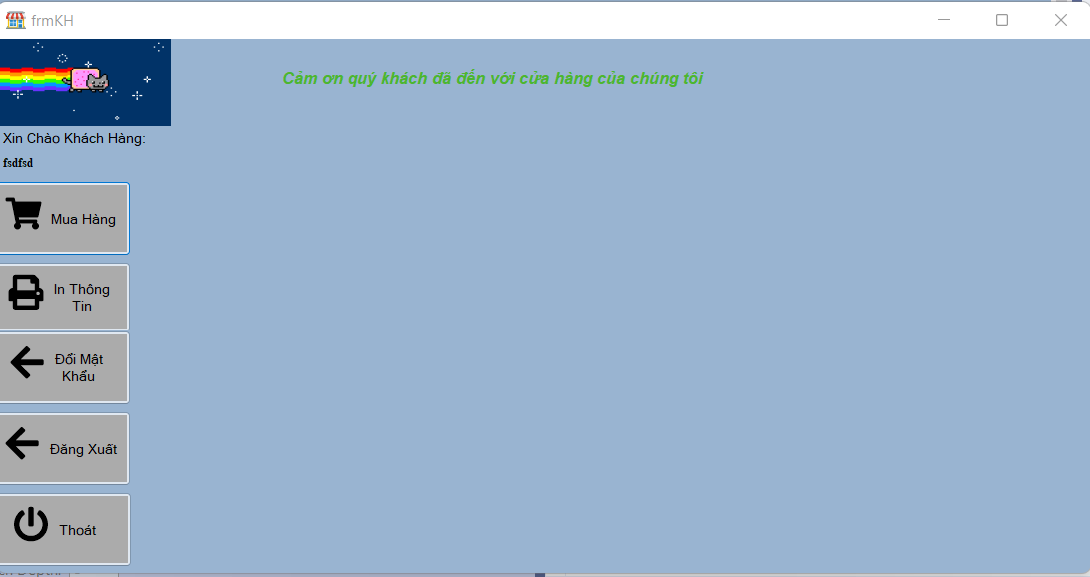 frmKH
Cảm ơn quý khách đã đến với cửa hàng của chúng tôi
Xin Chào Khách Hàng:
fsdfsd
Mua Hàng
In Thông
Tin
Đổi Mật
Khẩu
Đăng Xuất
Thoát